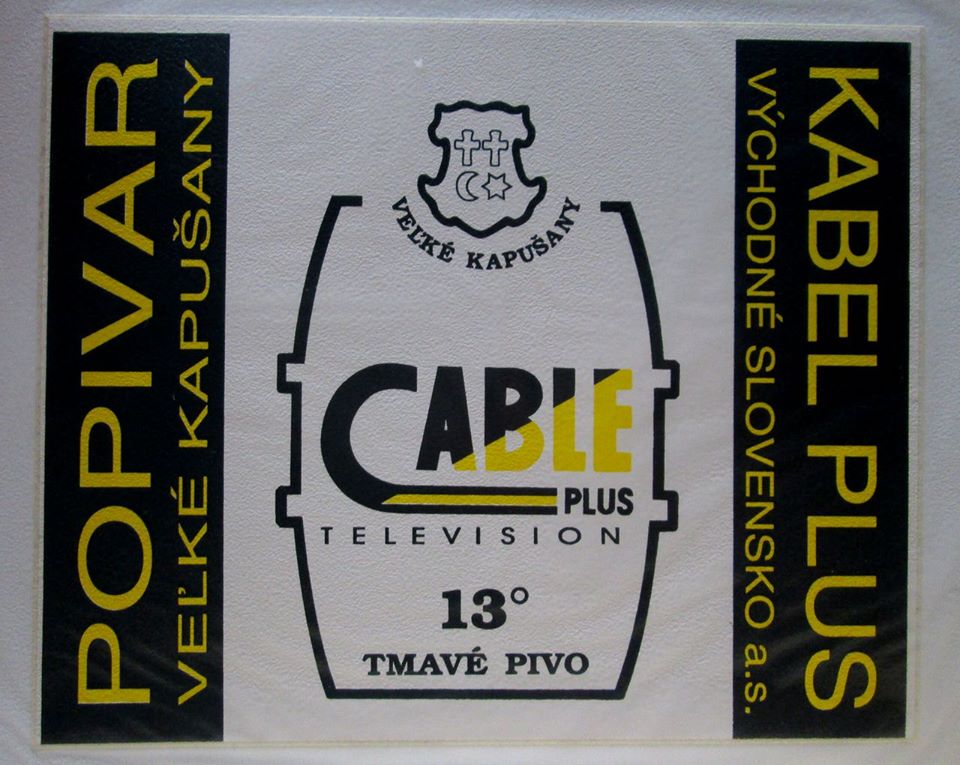 POPIVAR
VEĽKÉ KAPUŠANY
VEĽKÉ KAPUŠANY
CABLE
PLUS
TELEVISION
13°
TMAVÉ PIVO
KABEL PLUS
VÝCHODNÉ SLOVENSKO a.s.